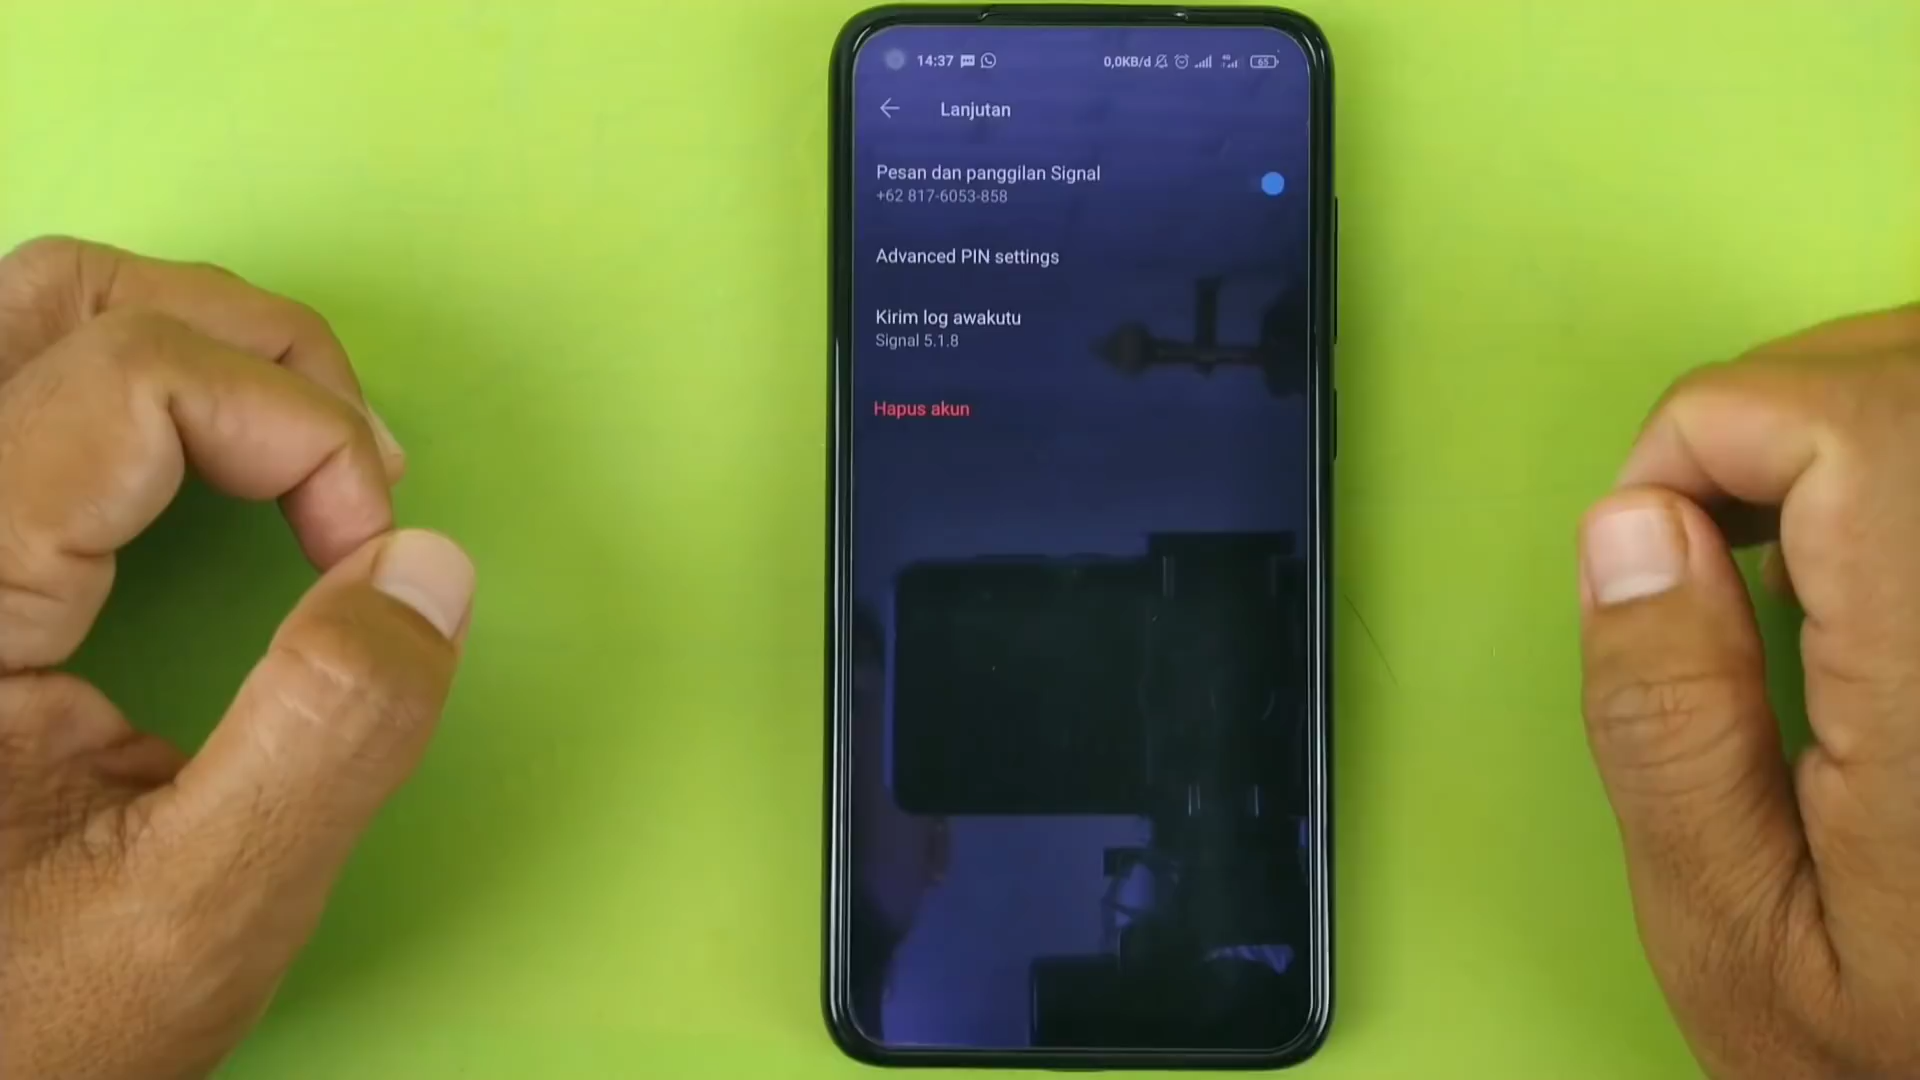 14:37
0,0KB/d
65
Lanjutan
Pesan dan panggilan Signal
+62 817-6053-858
Advanced PIN settings
Kirim log awakutu
Signal 5.1.8
Hapus akun